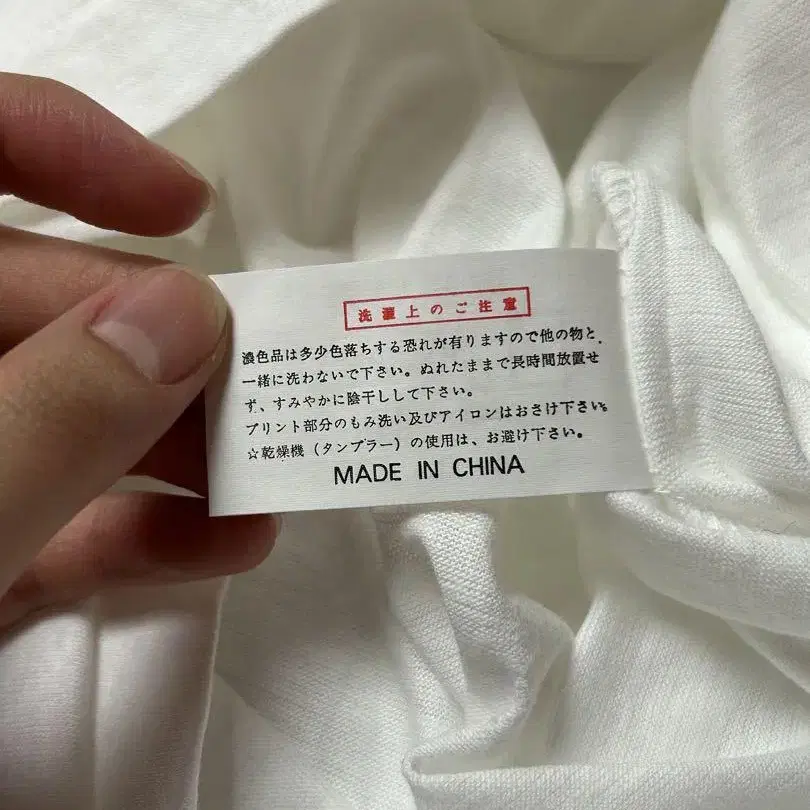 洗濯上のご注意
濃色品は多少色落ちする恐れが有りますので他の物と、
一緒に洗わないで下さい。ぬれたままで長時間放置せ
ず、すみやかに陰干しして下さい。
プリント部分のもみ洗い及びアイロンはおさけ下さい。
☆乾燥機（タンブラー）の使用は、お避け下さい。
MADE IN CHINA